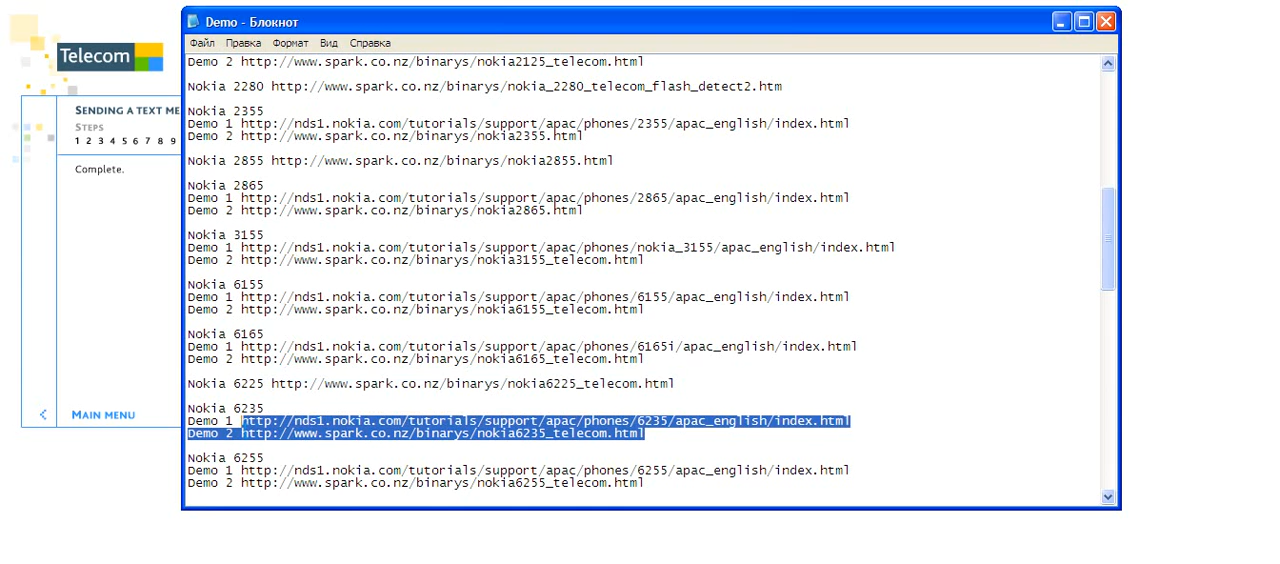 Telecom
SENDING A TEXT ME
STEPS
1 2 3 4 5 6 7 8 9
Complete.
MAIN MENU
Demo - Блокнот
Файл Правка Формат Вид Справка
Demo 2 http://www.spark.co.nz/binarys/nokia2125_telecom.html
Nokia 2280 http://www.spark.co.nz/binarys/nokia_2280_telecom_flash_detect2.htm
Nokia 2355
Demo 1 http://nds1.nokia.com/tutorials/support/apac/phones/2355/apac_english/index.html
Demo 2 http://www.spark.co.nz/binarys/nokia2355.html
Nokia 2855 http://www.spark.co.nz/binarys/nokia2855.html
Nokia 2865
Demo 1 http://nds1.nokia.com/tutorials/support/apac/phones/2865/apac_english/index.html
Demo 2 http://www.spark.co.nz/binarys/nokia2865.html
Nokia 3155
Demo 1 http://nds1.nokia.com/tutorials/support/apac/phones/nokia_3155/apac_english/index.html
Demo 2 http://www.spark.co.nz/binarys/nokia3155_telecom.html
Nokia 6155
Demo 1 http://nds1.nokia.com/tutorials/support/apac/phones/6155/apac_english/index.html
Demo 2 http://www.spark.co.nz/binarys/nokia6155_telecom.html
Nokia 6165
Demo 1 http://nds1.nokia.com/tutorials/support/apac/phones/6165i/apac_english/index.html
Demo 2 http://www.spark.co.nz/binarys/nokia6165_telecom.html
Nokia 6225 http://www.spark.co.nz/binarys/nokia6225_telecom.html
Nokia 6235
Demo 1 http://nds1.nokia.com/tutorials/support/apac/phones/6235/apac_english/index.html
Demo 2 http://www.spark.co.nz/binarys/nokia6235_telecom.html
Nokia 6255
Demo 1 http://nds1.nokia.com/tutorials/support/apac/phones/6255/apac_english/index.html
Demo 2 http://www.spark.co.nz/binarys/nokia6255_telecom.html